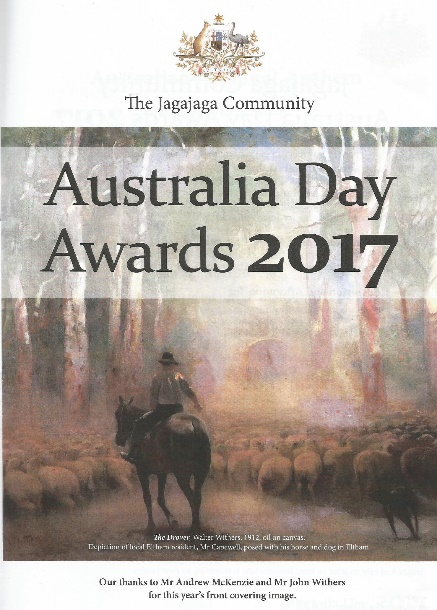 The Jagajaga Community
Australia Day
Awards 2017
The Drover, Walter Withers, 1912, oil on canvas.
Depiction of local Eltham resident, Mr Capewell, posed with his horse and dog in Eltham
Our thanks to Mr Andrew McKenzie and Mr John Withers
for this year's front covering image.